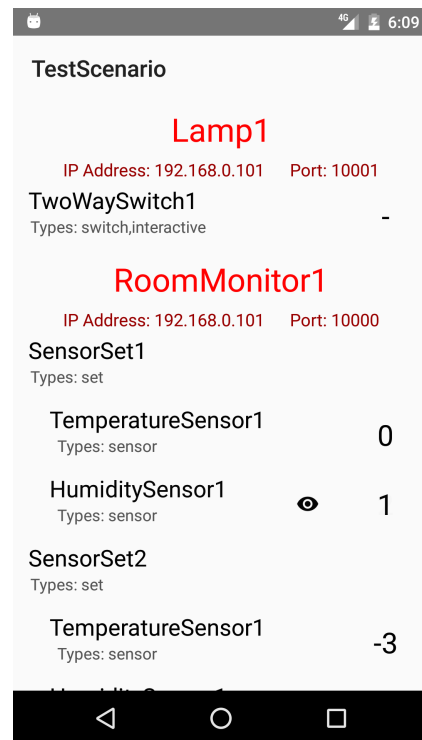 4G 6:09
TestScenario
Lamp1
IP Address: 192.168.0.101 Port: 10001
TwoWaySwitch1
-
Types: switch,interactive
RoomMonitor1
IP Address: 192.168.0.101 Port: 10000
SensorSet1
Types: set
TemperatureSensor1
0
Types: sensor
HumiditySensor1
1
Types: sensor
SensorSet2
Types: set
TemperatureSensor1
-3
Types: sensor